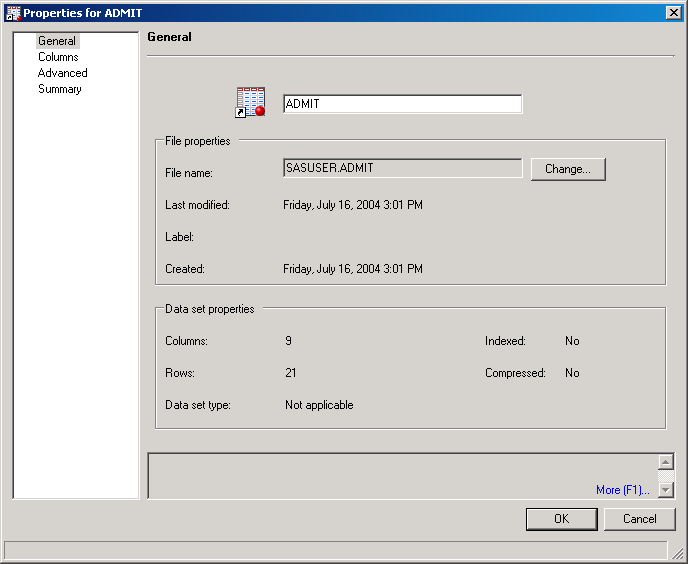 Properties for ADMIT
General
Columns
Advanced
Summary
General
ADMIT
File properties
File name: SASUSER.ADMIT Change...
Last modified: Friday, July 16, 2004 3:01 PM
Label:
Created: Friday, July 16, 2004 3:01 PM
Data set properties
Columns: 9 Indexed: No
Rows: 21 Compressed: No
Data set type: Not applicable
More (F1)...
OK Cancel